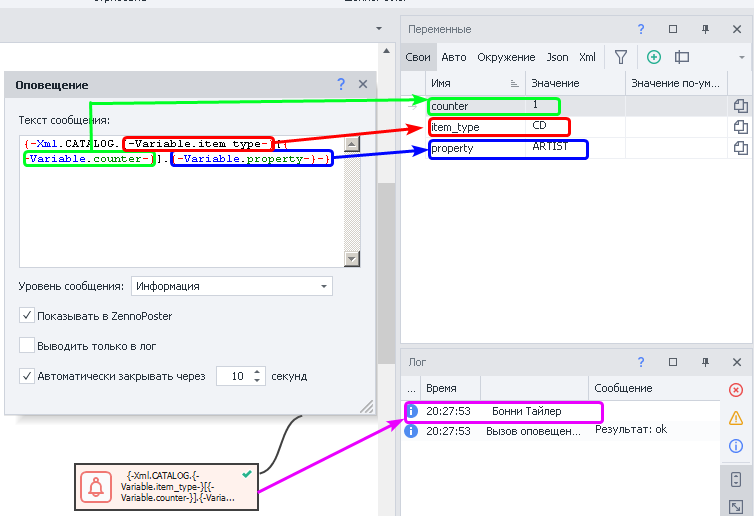 Переменные
?
Свои Авто Окружение Json Xml
Имя Значение Значение по-ум...
counter 1
item_type CD
property ARTIST
Оповещение ?
Текст сообщения:
{-Xml.CATALOG.{-Variable.item_type-}[{
-Variable.counter-}].{-Variable.property-}-}
Уровень сообщения: Информация
Показывать в ZennoPoster
Выводить только в лог
Автоматически закрывать через 10 секунд
Лог ?
... Время Сообщение
20:27:53 Бонни Тайлер
20:27:53 Вызов оповещен... Результат: ok
{-Xml.CATALOG.{-
Variable.item_type-}[{-
Variable.counter-}].{-Varia...